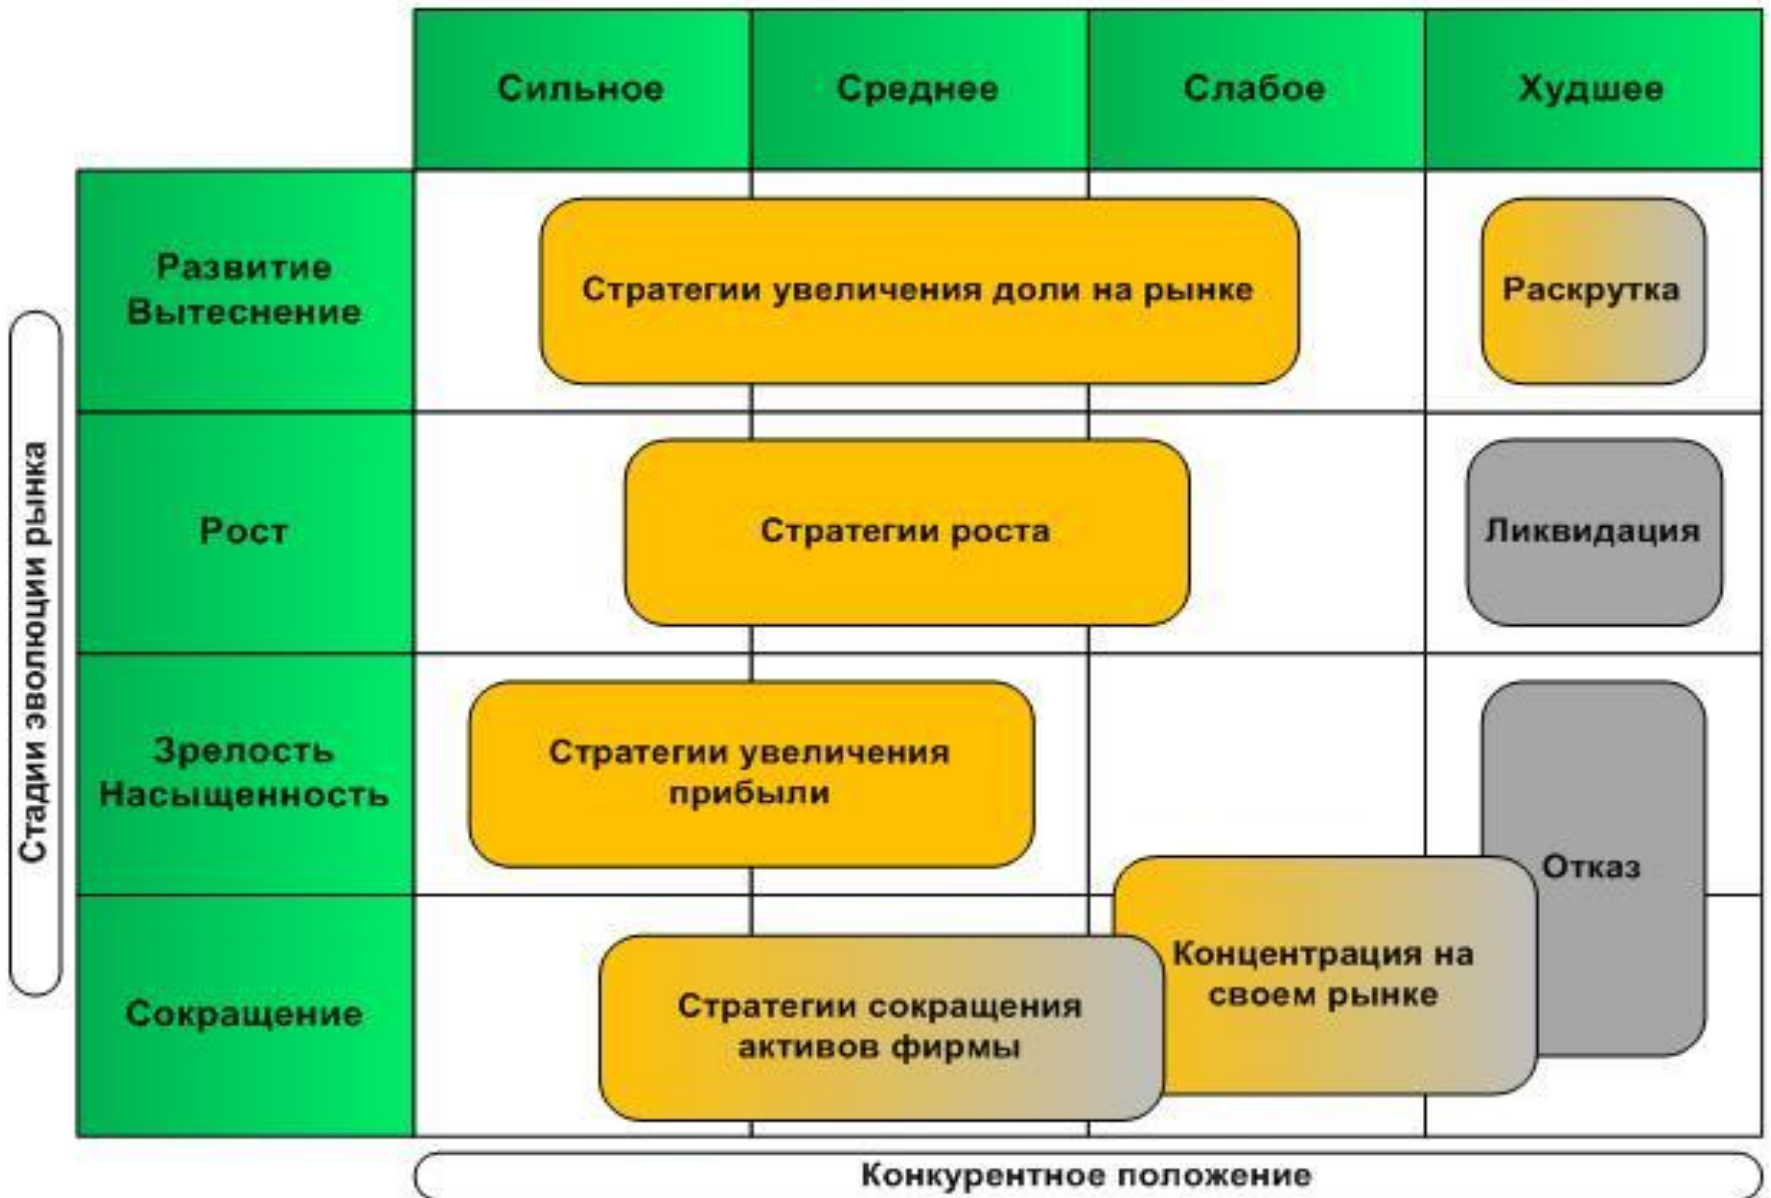 Сильное
Среднее
Слабое
Худшее
Развитие
Вытеснение
Стратегии увеличения доли на рынке
Раскрутка
Рост
Стратегии роста
Ликвидация
Зрелость
Насыщенность
Стратегии увеличения
прибыли
Отказ
Сокращение
Стратегии сокращения
активов фирмы
Концентрация на
своем рынке
Стадии эволюции рынка
Конкурентное положение